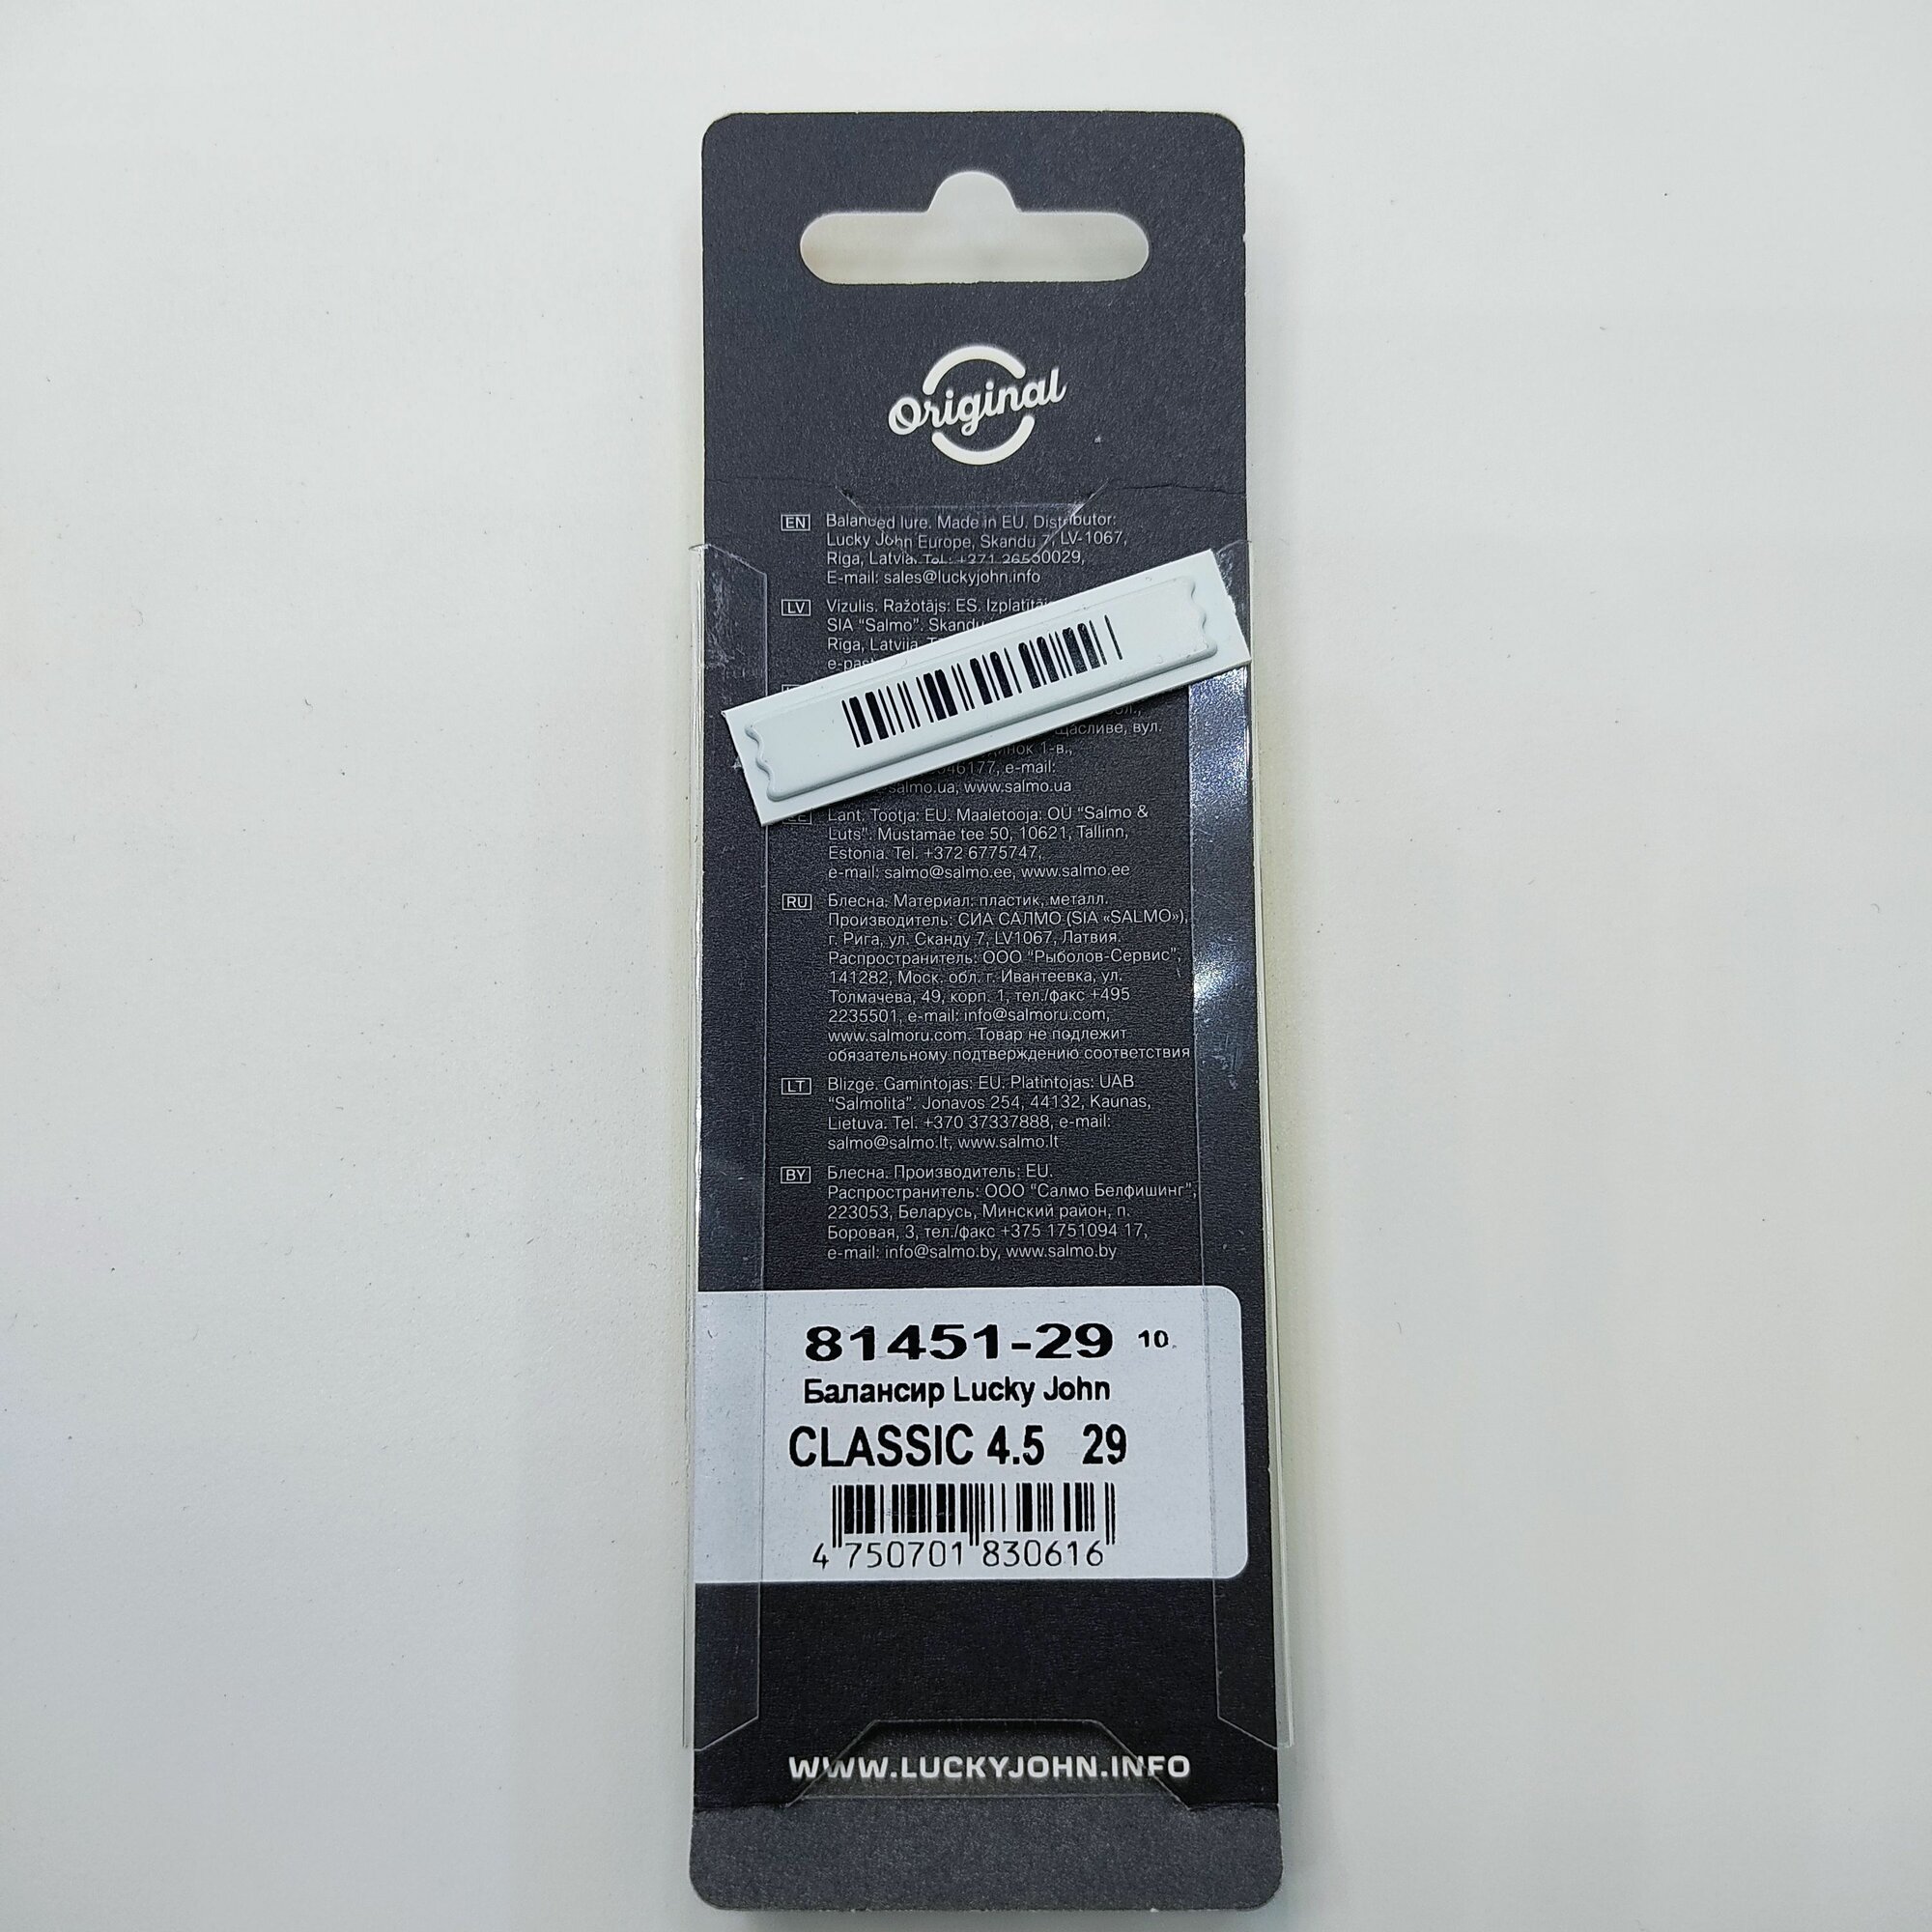 Original
EN Balanced lure. Made in EU. Distributor:
Lucky John Europe, Skandu 7, LV-1067,
Riga, Latvia. Tel.: +371 26550029,
E-mail: sales@luckyjohn.info
LV Vizulis. Ražotājs: ES. Izplatītājs
SIA “Salmo”. Skandu
Rīga, Latvija,
щасливе, вул.
1-в.,
46177, e-mail:
salmo.ua, www.salmo.ua
EE Lant. Tootja: EU. Maaletooja: OÜ “Salmo &
Luts”. Mustamäe tee 50, 10621, Tallinn,
Estonia. Tel. +372 6775747,
e-mail: salmo@salmo.ee, www.salmo.ee
RU Блесна. Материал: пластик, металл.
Производитель: СИА САЛМО (SIA «SALMO»),
г. Рига, ул. Сканду 7, LV1067, Латвия.
Распространитель: ООО “Рыболов-Сервис”,
141282, Моск. обл. г. Ивантеевка, ул.
Толмачева, 49, корп. 1, тел./факс +495
2235501, e-mail: info@salmoru.com,
www.salmoru.com. Товар не подлежит
обязательному подтверждению соответствия
LT Blizgė. Gamintojas: EU. Platintojas: UAB
“Salmolita”. Jonavos 254, 44132, Kaunas,
Lietuva. Tel. +370 37337888, e-mail:
salmo@salmo.lt, www.salmo.lt
BY Блесна. Производитель: EU.
Распространитель: ООО “Салмо Белфишинг”,
223053, Беларусь, Минский район, п.
Боровая, 3, тел./факс +375 1751094 17,
e-mail: info@salmo.by, www.salmo.by
81451-29 10.
Балансир Lucky John
CLASSIC 4.5 29
4 750701 830616
WWW.LUCKYJOHN.INFO